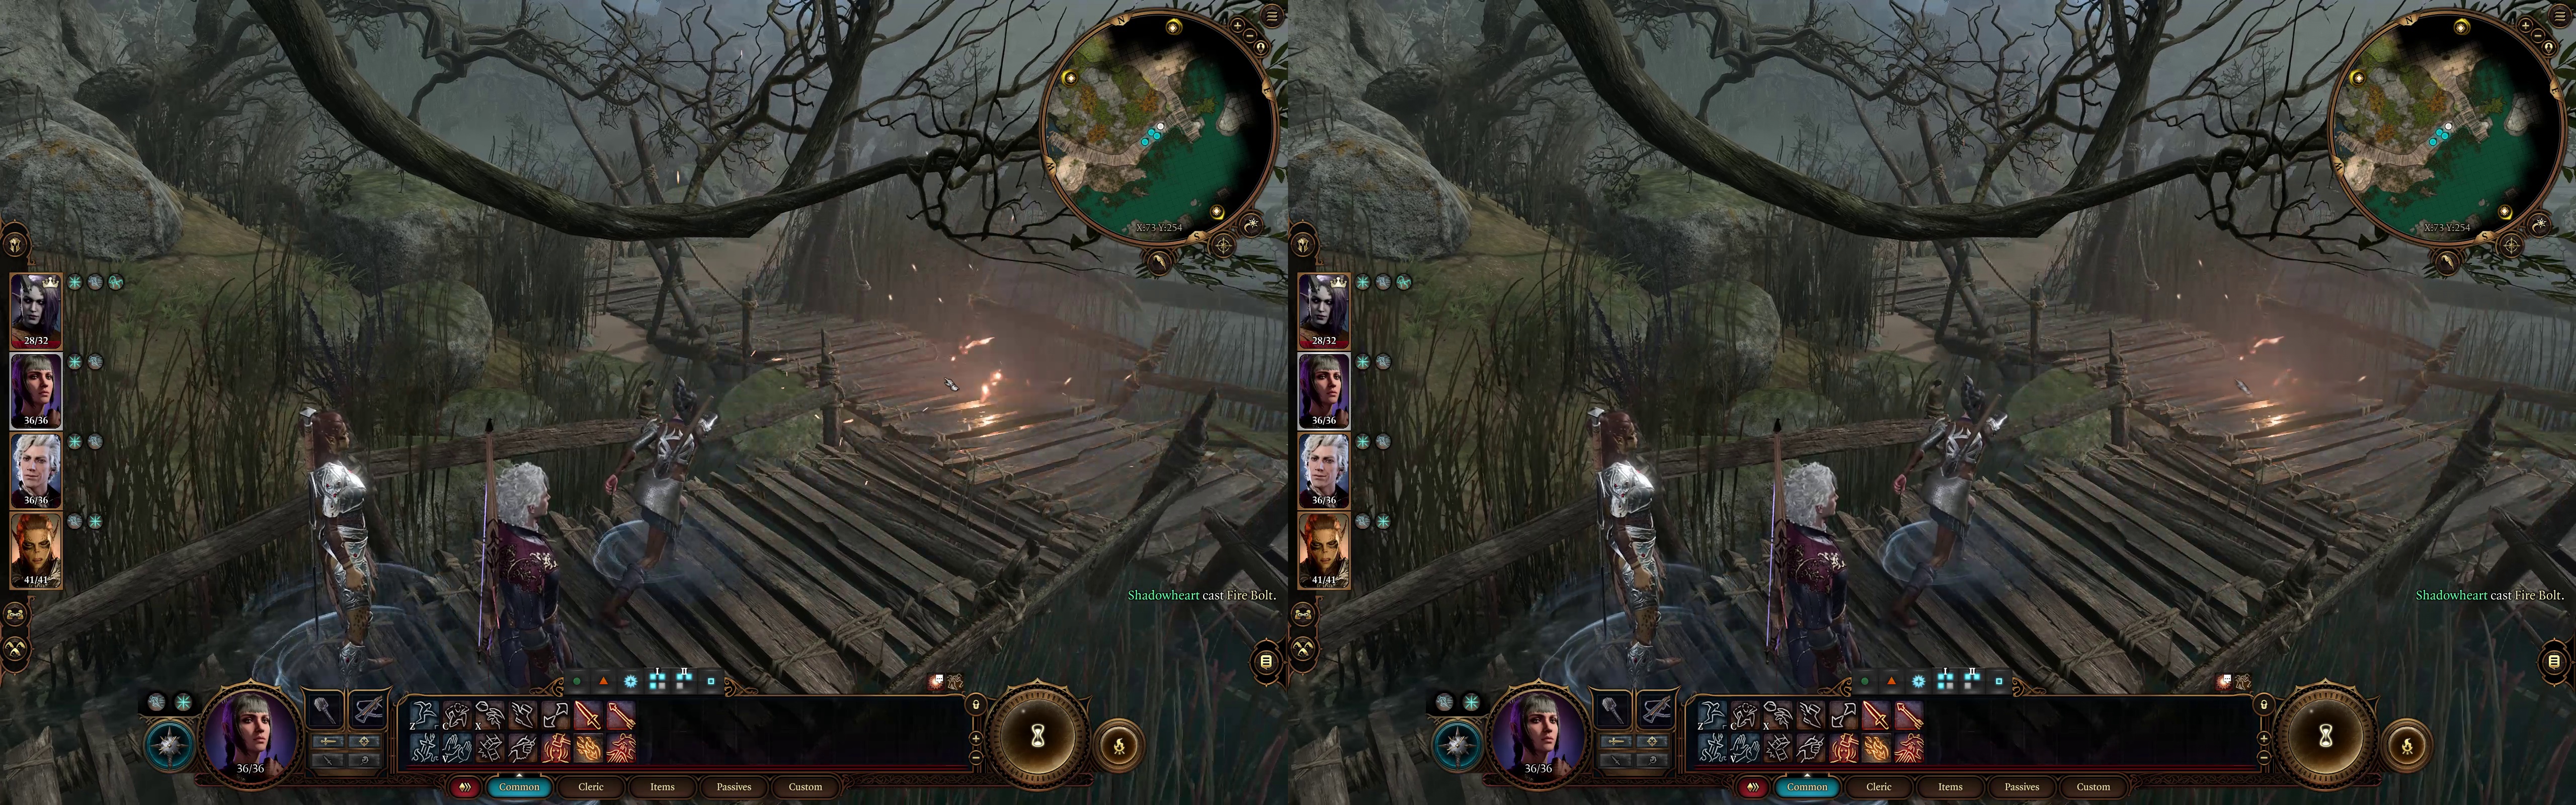 N
X:73 Y:254
S
28/32
36/36
36/36
41/41
Shadowheart cast Fire Bolt.
I
II
Z
C
X
V
36/36
Common
Cleric
Items
Passives
Custom
N
X:73 Y:254
S
28/32
36/36
36/36
41/41
Shadowheart cast Fire Bolt.
I
II
Z
C
X
V
36/36
Common
Cleric
Items
Passives
Custom